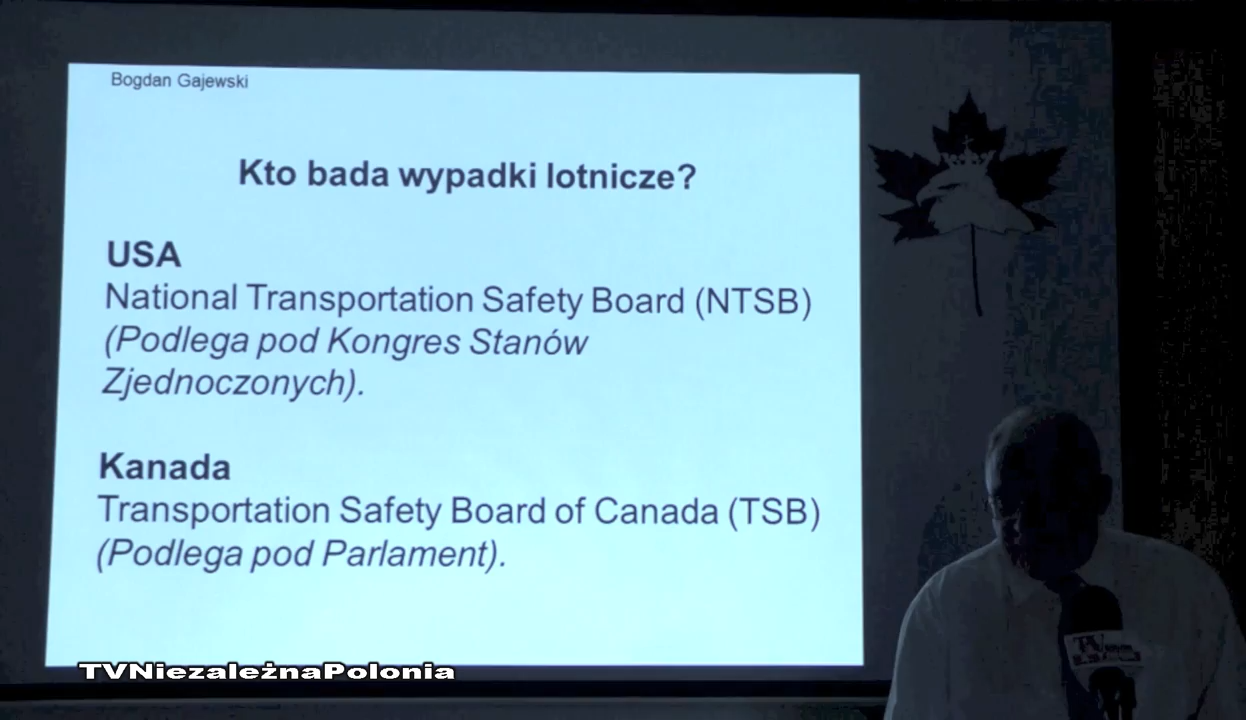 Bogdan Gajewski
Kto bada wypadki lotnicze?
USA
National Transportation Safety Board (NTSB)
(Podlega pod Kongres Stanów
Zjednoczonych).
Kanada
Transportation Safety Board of Canada (TSB)
(Podlega pod Parlament).
TVNiezależnaPolonia